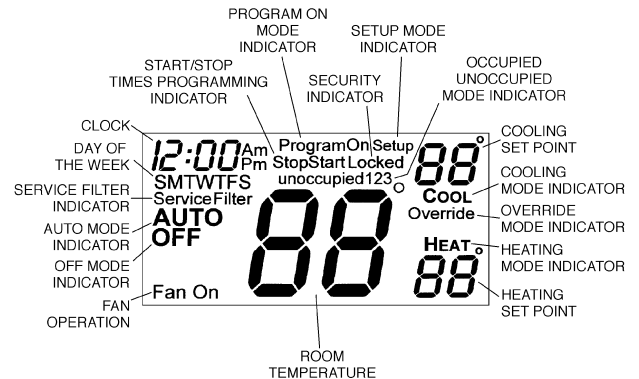 PROGRAM ON
MODE
INDICATOR
SETUP MODE
INDICATOR
START/STOP
TIMES PROGRAMMING
INDICATOR
SECURITY
INDICATOR
OCCUPIED
UNOCCUPIED
MODE INDICATOR
CLOCK
DAY OF
THE WEEK
SERVICE FILTER
INDICATOR
AUTO MODE
INDICATOR
OFF MODE
INDICATOR
FAN
OPERATION
12:00 Am
Pm
SMTWTFS
Service Filter
AUTO
OFF
Fan On
ProgramOn Setup
StopStart Locked
unoccupied123
88°
88°
COOL
Override
HEAT
88°
COOLING
SET POINT
COOLING
MODE INDICATOR
OVERRIDE
MODE INDICATOR
HEATING
MODE INDICATOR
HEATING
SET POINT
ROOM
TEMPERATURE